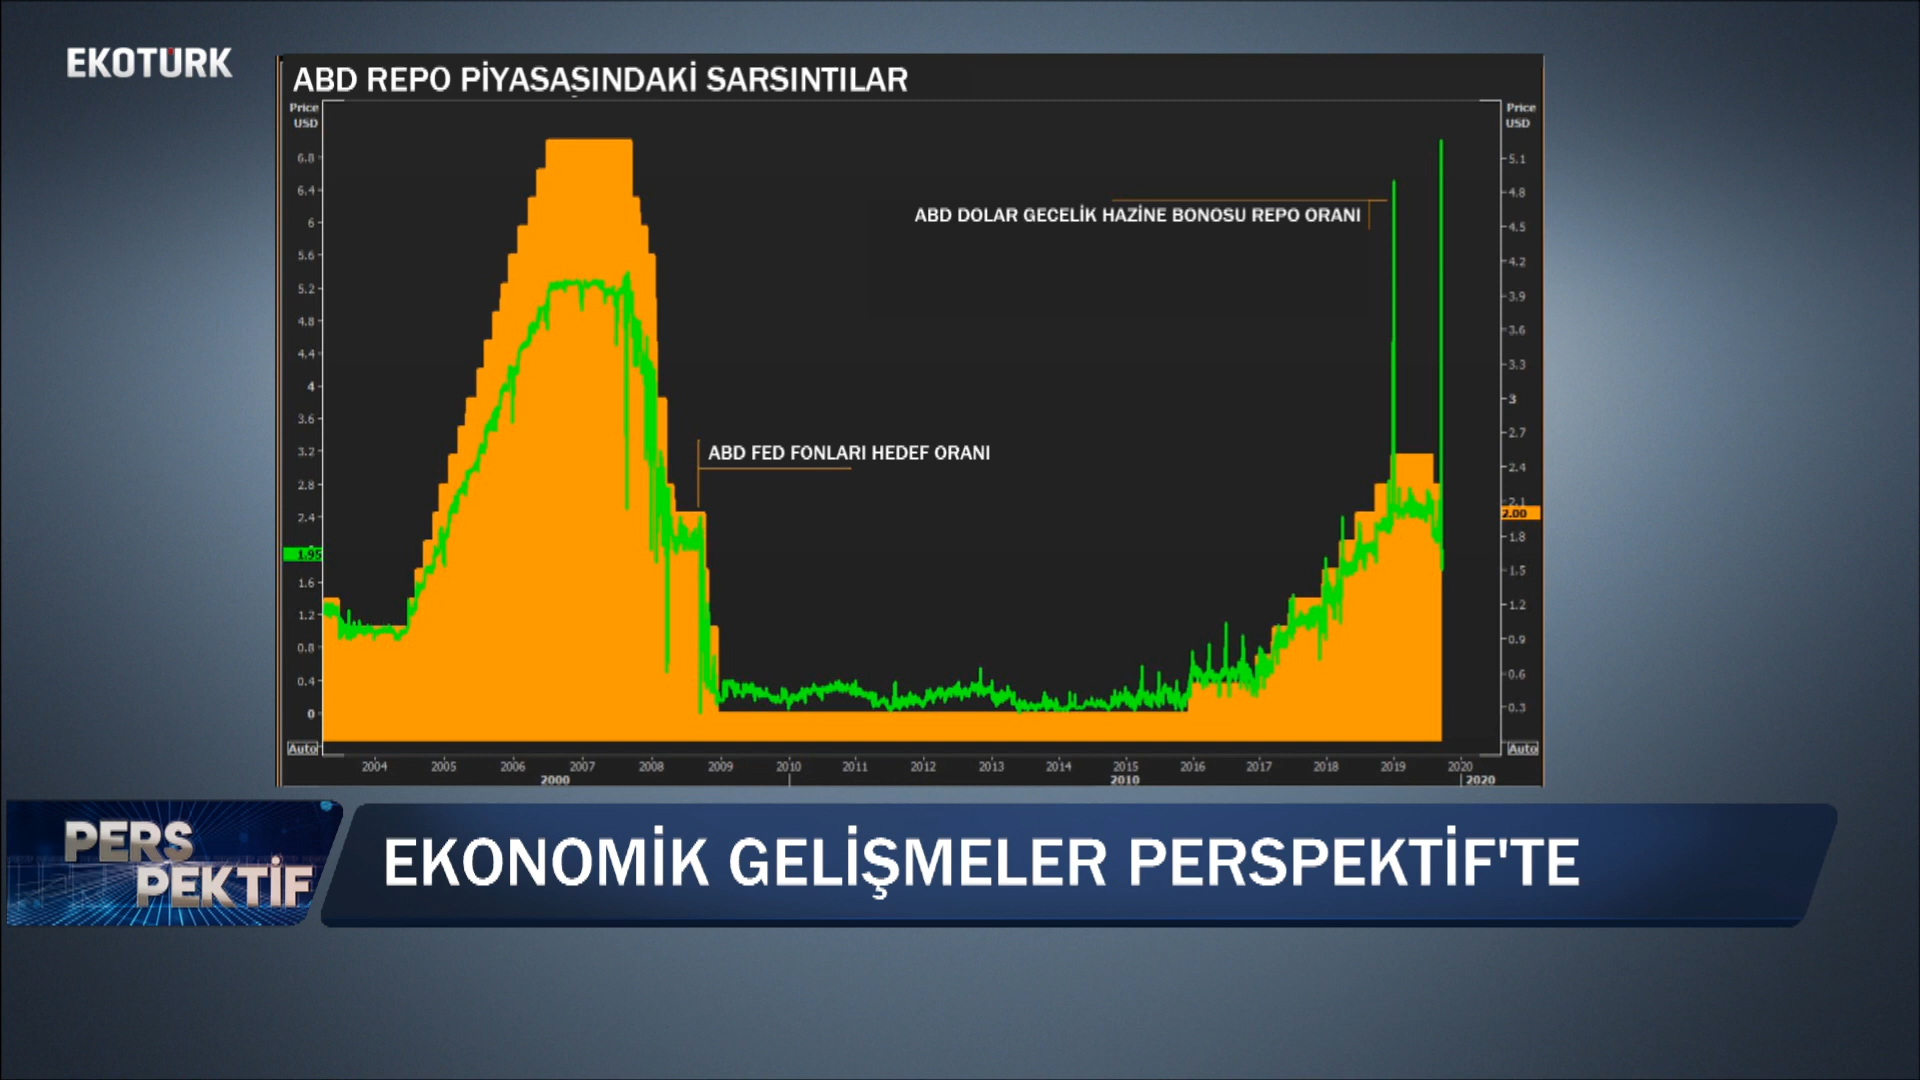 EKOTÜRK
ABD REPO PİYASASINDAKİ SARSINTILAR
Price
USD
Price
USD
6.8
6.4
6
5.6
5.2
4.8
4.4
4
3.6
3.2
2.8
2.4
1.95
1.6
1.2
0.8
0.4
0
Auto
ABD DOLAR GECELİK HAZİNE BONOSU REPO ORANI
ABD FED FONLARI HEDEF ORANI
5.1
4.8
4.5
4.2
3.9
3.6
3.3
3
2.7
2.4
2.1
2.00
1.8
1.5
1.2
0.9
0.6
0.3
Auto
2004 2005 2006 2007 2008 2009 2010 2011 2012 2013 2014 2015 2016 2017 2018 2019 2020
2000 2010 2020
PERS
PEKTİF
EKONOMİK GELİŞMELER PERSPEKTİF'TE